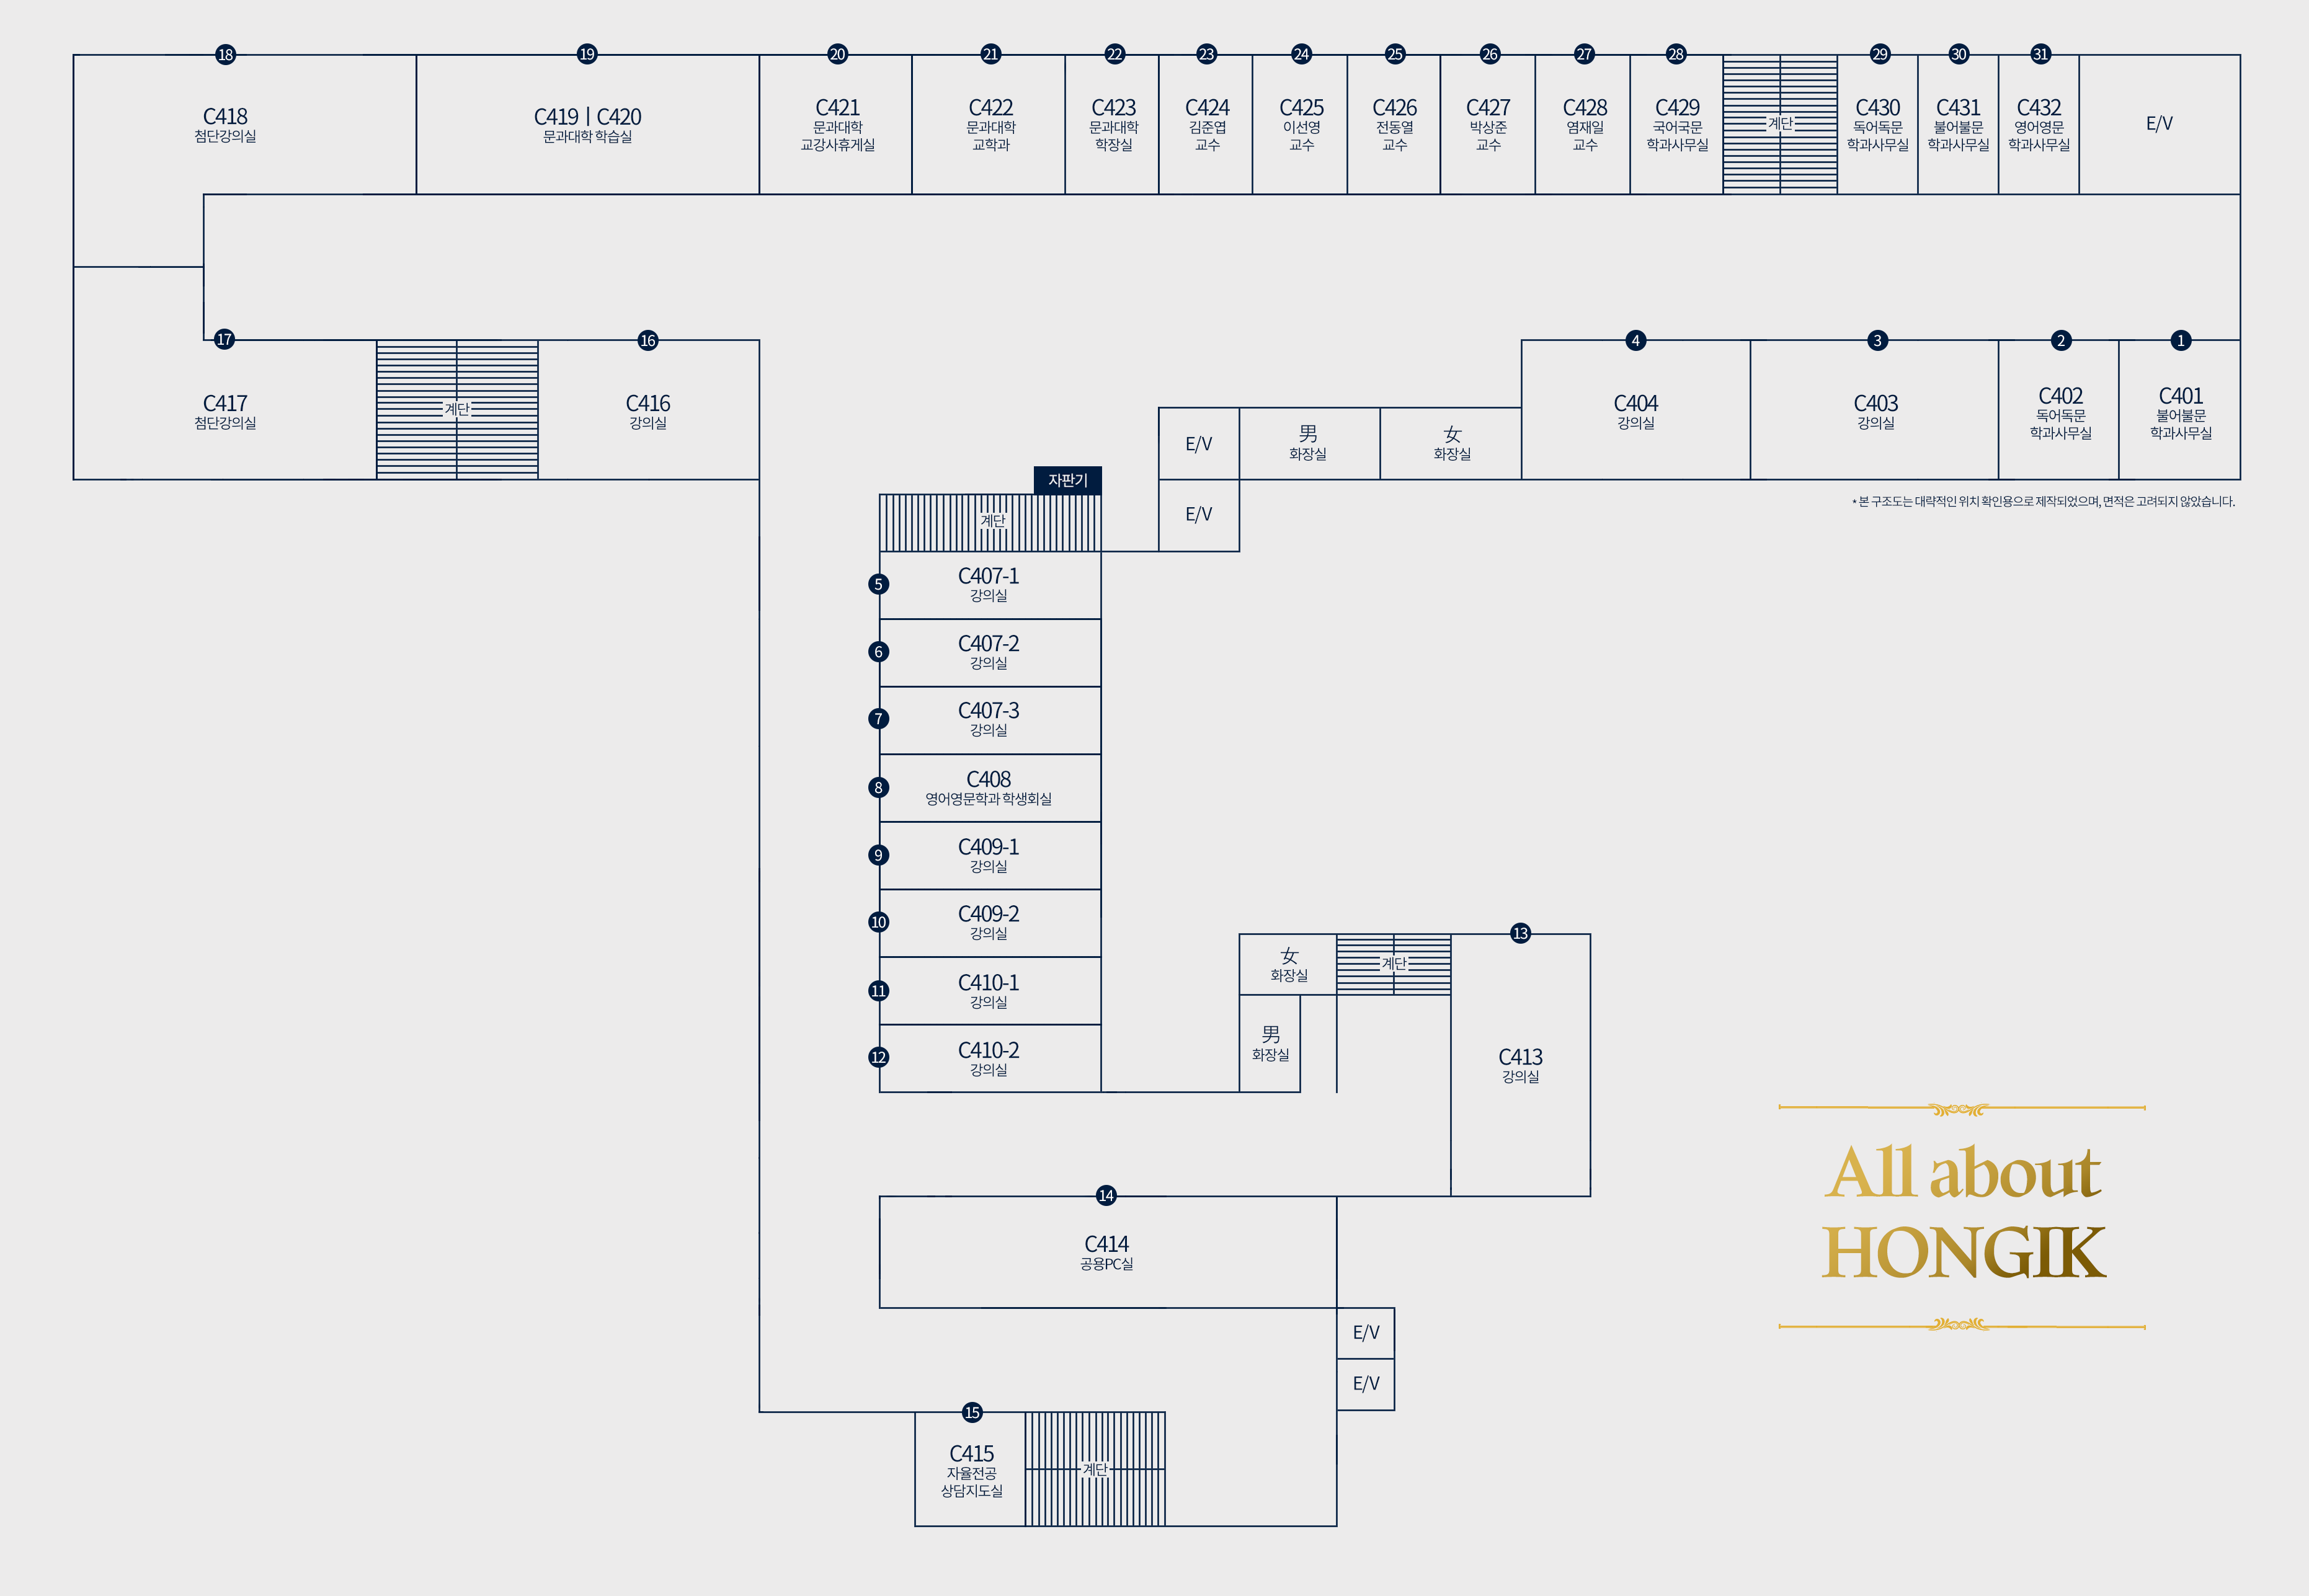 18
C418
첨단강의실
19
C419 | C420
문과대학 학습실
20
C421
문과대학
교강사휴게실
21
C422
문과대학
교학과
22
C423
문과대학
학장실
23
C424
김준엽
교수
24
C425
이선영
교수
25
C426
전동열
교수
26
C427
박상준
교수
27
C428
염재일
교수
28
C429
국어국문
학과사무실
계단
29
C430
독어독문
학과사무실
30
C431
불어불문
학과사무실
31
C432
영어영문
학과사무실
E/V
17
C417
첨단강의실
계단
16
C416
강의실
E/V
男
화장실
女
화장실
4
C404
강의실
3
C403
강의실
2
C402
독어독문
학과사무실
1
C401
불어불문
학과사무실
E/V
* 본 구조도는 대략적인 위치 확인용으로 제작되었으며, 면적은 고려되지 않았습니다.
자판기
계단
5
C407-1
강의실
6
C407-2
강의실
7
C407-3
강의실
8
C408
영어영문학과 학생회실
9
C409-1
강의실
10
C409-2
강의실
11
C410-1
강의실
12
C410-2
강의실
女
화장실
계단
男
화장실
13
C413
강의실
14
C414
공용PC실
E/V
E/V
15
C415
자율전공
상담지도실
계단
All about
HONGIK